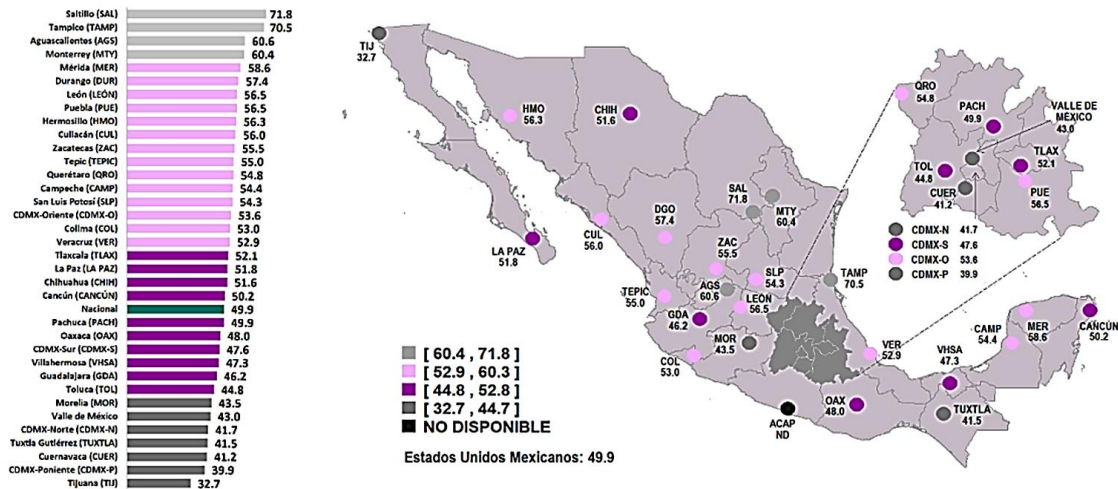 Saltillo (SAL) 71.8
Tampico (TAMP) 70.5
Aguascalientes (AGS) 60.6
Monterrey (MTY) 60.4
Mérida (MER) 58.6
Durango (DUR) 57.4
León (LEÓN) 56.5
Puebla (PUE) 56.5
Hermosillo (HMO) 56.3
Culiacán (CUL) 56.0
Zacatecas (ZAC) 55.5
Tepic (TEPIC) 55.0
Querétaro (QRO) 54.8
Campeche (CAMP) 54.4
San Luis Potosí (SLP) 54.3
CDMX-Oriente (CDMX-O) 53.6
Colima (COL) 53.0
Veracruz (VER) 52.9
Tlaxcala (TLAX) 52.1
La Paz (LA PAZ) 51.8
Chihuahua (CHIH) 51.6
Cancún (CANCÚN) 50.2
Nacional 49.9
Pachuca (PACH) 49.9
Oaxaca (OAX) 48.0
CDMX-Sur (CDMX-S) 47.6
Villahermosa (VHSA) 47.3
Guadalajara (GDA) 46.2
Toluca (TOL) 44.8
Morelia (MOR) 43.5
Valle de México 43.0
CDMX-Norte (CDMX-N) 41.7
Tuxtla Gutiérrez (TUXTLA) 41.5
Cuernavaca (CUER) 41.2
CDMX-Poniente (CDMX-P) 39.9
Tijuana (TIJ) 32.7
TIJ
32.7
HMO
56.3
CHIH
51.6
LA PAZ
51.8
CUL
56.0
DGO
57.4
SAL
71.8
MTY
60.4
ZAC
55.5
SLP
54.3
TAMP
70.5
TEPIC
55.0
AGS
60.6
LEÓN
56.5
GDA
46.2
COL
53.0
MOR
43.5
VER
52.9
ACAP
ND
OAX
48.0
VHSA
47.3
TUXTLA
41.5
CAMP
54.4
MER
58.6
CANCÚN
50.2
QRO
54.8
PACH
49.9
VALLE DE
MÉXICO
43.0
TOL
44.8
CUER
41.2
TLAX
52.1
PUE
56.5
CDMX-N 41.7
CDMX-S 47.6
CDMX-O 53.6
CDMX-P 39.9
[ 60.4 , 71.8 ]
[ 52.9 , 60.3 ]
[ 44.8 , 52.8 ]
[ 32.7 , 44.7 ]
NO DISPONIBLE
Estados Unidos Mexicanos: 49.9